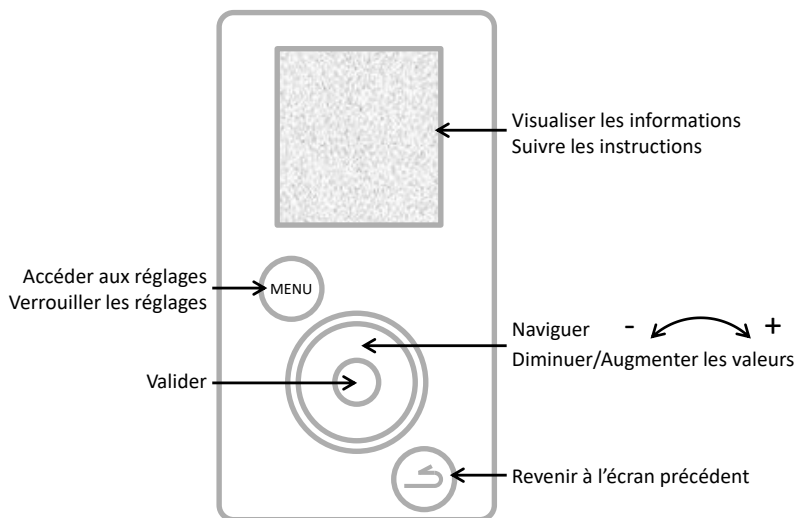 Visualiser les informations
Suivre les instructions
Accéder aux réglages
Verrouiller les réglages
MENU
Naviguer - +
Diminuer/Augmenter les valeurs
Valider
Revenir à l’écran précédent